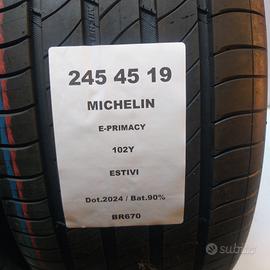 245 45 19
MICHELIN
E-PRIMACY
102Y
ESTIVI
Dot.2024 / Bat.90%
BR670
subito